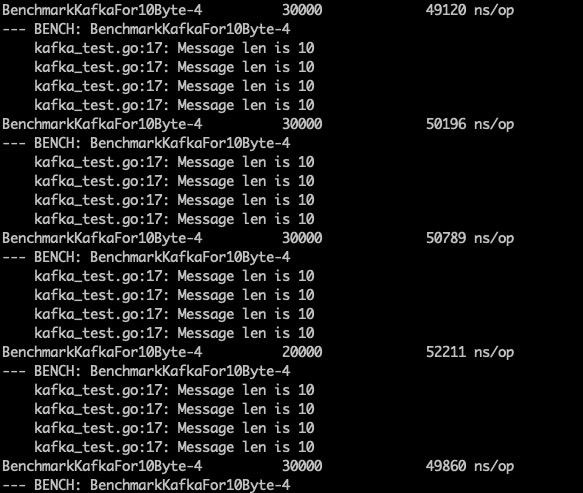 BenchmarkKafkaFor10Byte-4 30000 49120 ns/op
--- BENCH: BenchmarkKafkaFor10Byte-4
kafka_test.go:17: Message len is 10
kafka_test.go:17: Message len is 10
kafka_test.go:17: Message len is 10
kafka_test.go:17: Message len is 10
BenchmarkKafkaFor10Byte-4 30000 50196 ns/op
--- BENCH: BenchmarkKafkaFor10Byte-4
kafka_test.go:17: Message len is 10
kafka_test.go:17: Message len is 10
kafka_test.go:17: Message len is 10
kafka_test.go:17: Message len is 10
BenchmarkKafkaFor10Byte-4 30000 50789 ns/op
--- BENCH: BenchmarkKafkaFor10Byte-4
kafka_test.go:17: Message len is 10
kafka_test.go:17: Message len is 10
kafka_test.go:17: Message len is 10
kafka_test.go:17: Message len is 10
BenchmarkKafkaFor10Byte-4 20000 52211 ns/op
--- BENCH: BenchmarkKafkaFor10Byte-4
kafka_test.go:17: Message len is 10
kafka_test.go:17: Message len is 10
kafka_test.go:17: Message len is 10
kafka_test.go:17: Message len is 10
BenchmarkKafkaFor10Byte-4 30000 49860 ns/op
--- BENCH: BenchmarkKafkaFor10Byte-4